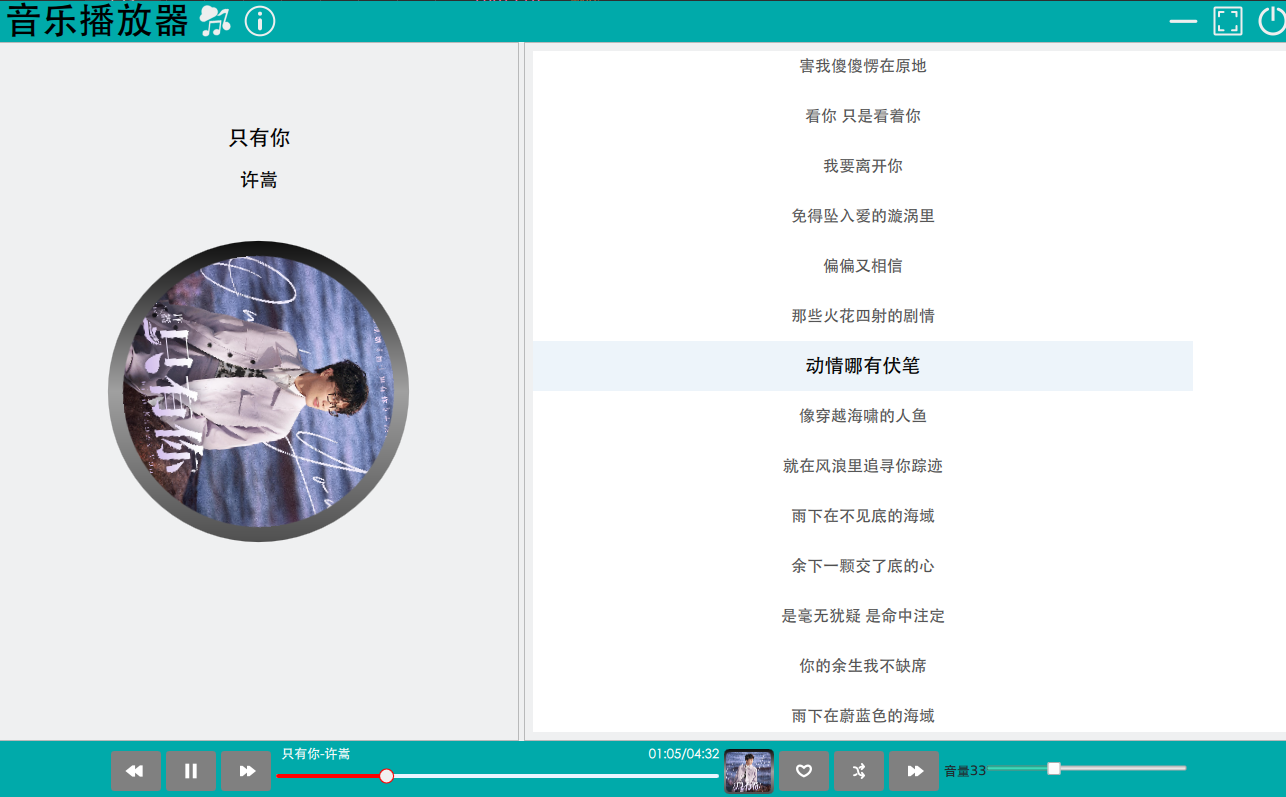 音乐播放器
只有你
许嵩
只有你
害我傻傻愣在原地
看你 只是看着你
我要离开你
免得坠入爱的漩涡里
偏偏又相信
那些火花四射的剧情
动情哪有伏笔
像穿越海啸的人鱼
就在风浪里追寻你踪迹
雨下在不见底的海域
余下一颗交了底的心
是毫无犹疑 是命中注定
你的余生我不缺席
雨下在蔚蓝色的海域
只有你-许嵩
01:05/04:32
音量33